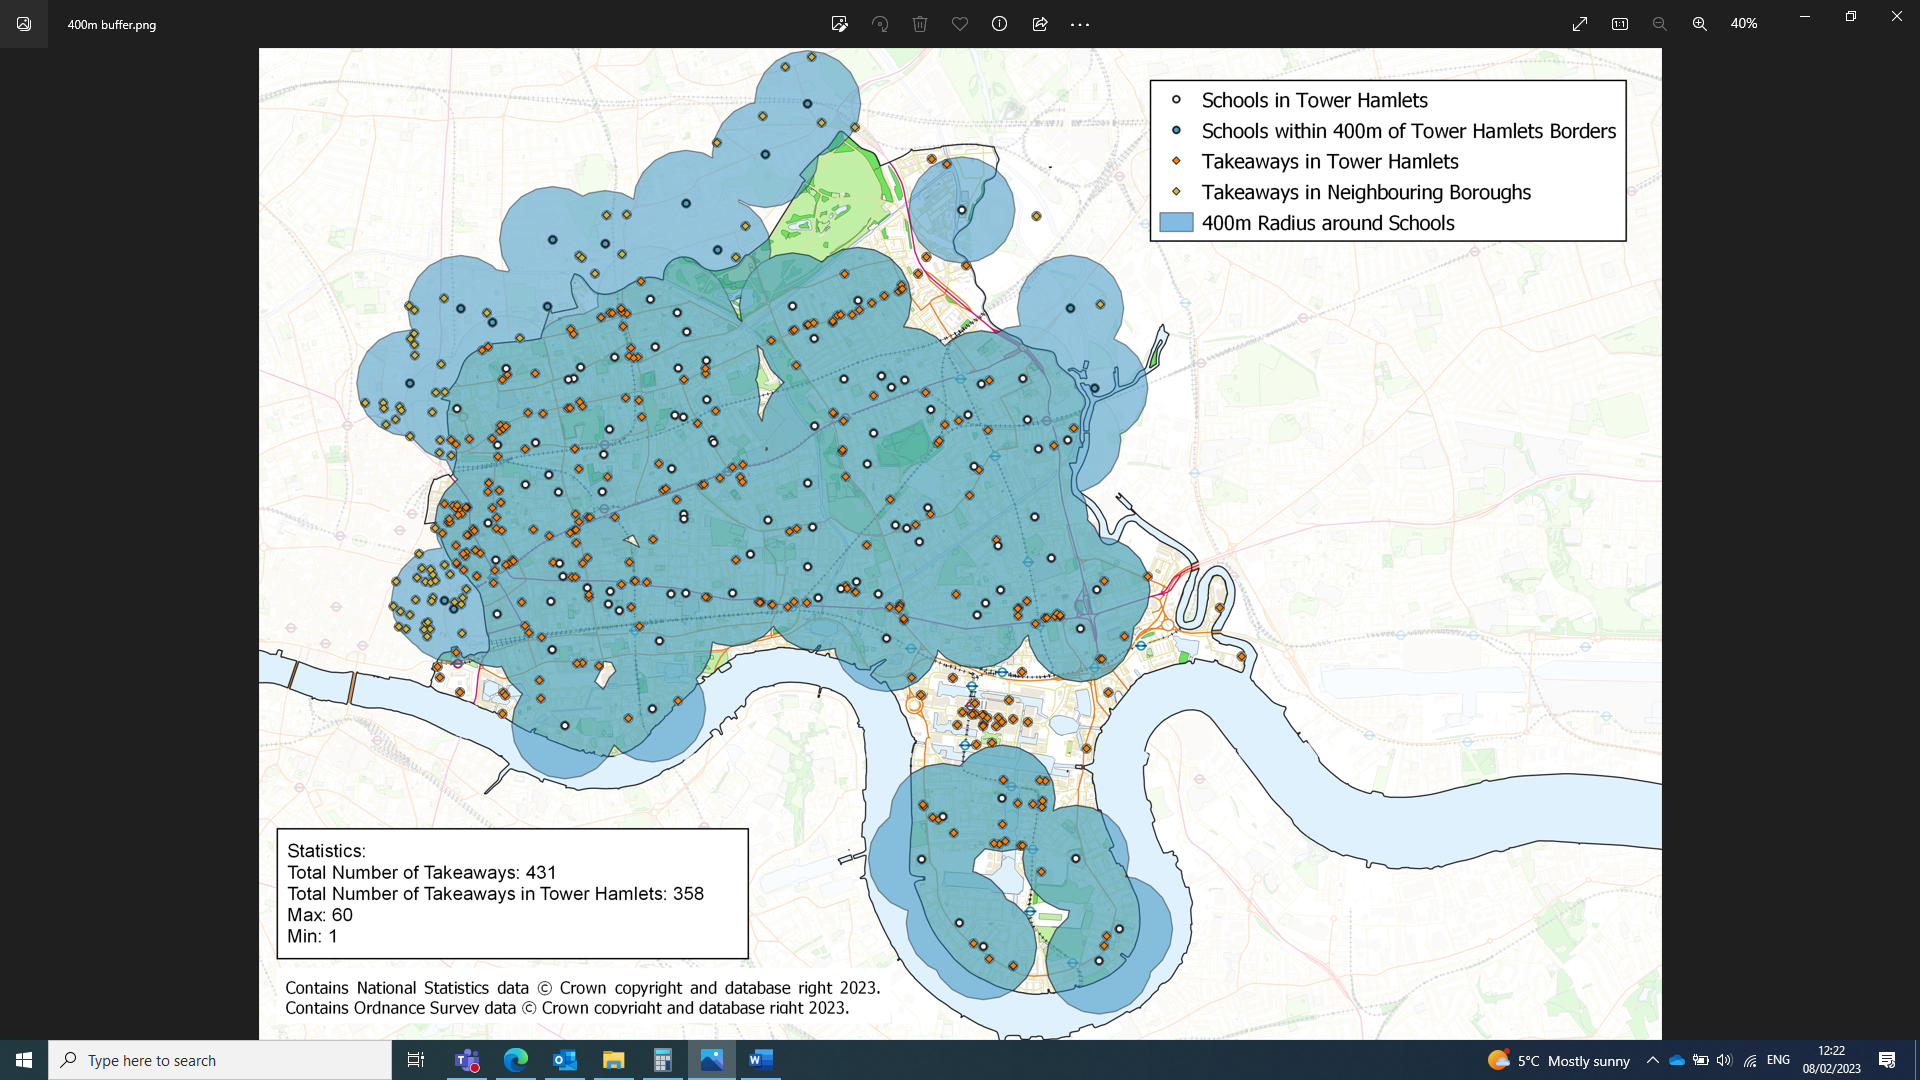 400m buffer.png
40%
Schools in Tower Hamlets
Schools within 400m of Tower Hamlets Borders
Takeaways in Tower Hamlets
Takeaways in Neighbouring Boroughs
400m Radius around Schools
Statistics:
Total Number of Takeaways: 431
Total Number of Takeaways in Tower Hamlets: 358
Max: 60
Min: 1
Contains National Statistics data © Crown copyright and database right 2023.
Contains Ordnance Survey data © Crown copyright and database right 2023.
Type here to search
5°C Mostly sunny
ENG
12:22
08/02/2023